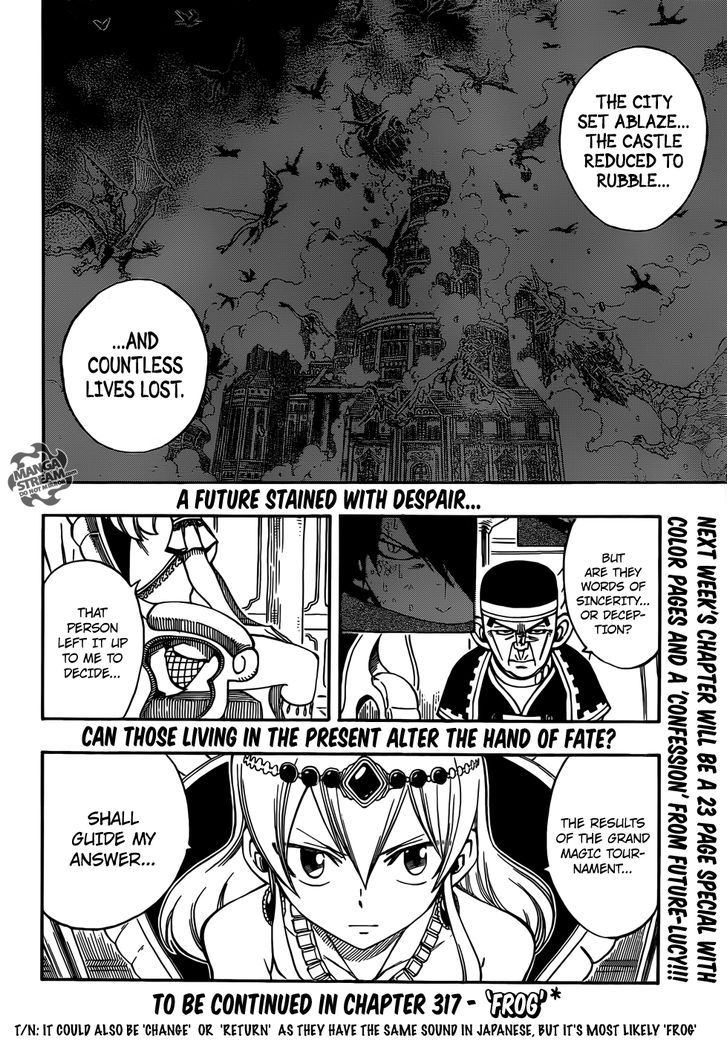 THE CITY
SET ABLAZE...
THE CASTLE
REDUCED TO
RUBBLE...
...AND
COUNTLESS
LIVES LOST.
MANGA
STREAM.com
DO NOT MIRROR
A FUTURE STAINED WITH DESPAIR...
BUT
ARE THEY
WORDS OF
SINCERITY...
OR DECEP-
TION?
THAT
PERSON
LEFT IT UP
TO ME TO
DECIDE...
CAN THOSE LIVING IN THE PRESENT ALTER THE HAND OF FATE?
THE RESULTS
OF THE GRAND
MAGIC TOUR-
NAMENT...
SHALL
GUIDE MY
ANSWER...
NEXT WEEK'S CHAPTER WILL BE A 23 PAGE SPECIAL WITH
COLOR PAGES AND A 'CONFESSION' FROM FUTURE-LUCY!!!
TO BE CONTINUED IN CHAPTER 317 - 'FROG'*
T/N: IT COULD ALSO BE 'CHANGE' OR 'RETURN' AS THEY HAVE THE SAME SOUND IN JAPANESE, BUT IT'S MOST LIKELY 'FROG'